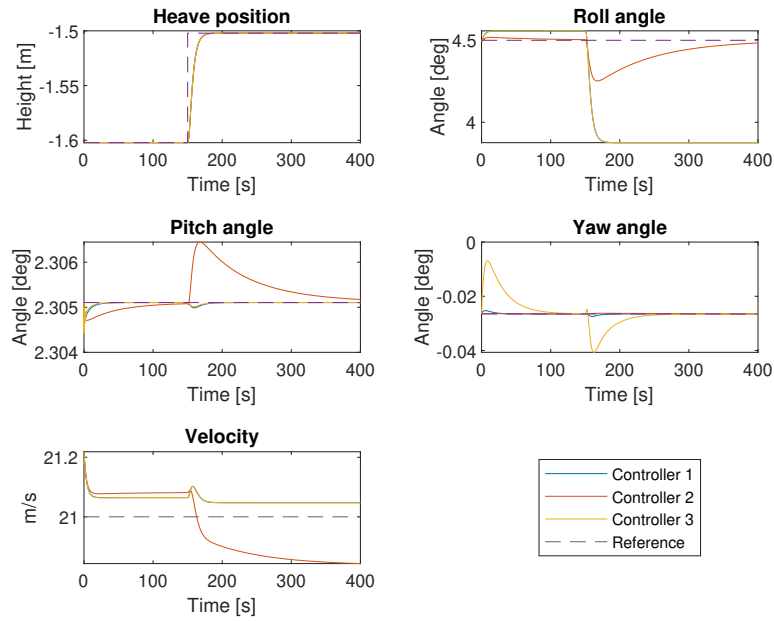 Heave position
Height [m]
-1.5
-1.55
-1.6
0 100 200 300 400
Time [s]
Roll angle
Angle [deg]
4.5
4
0 100 200 300 400
Time [s]
Pitch angle
Angle [deg]
2.306
2.305
2.304
0 100 200 300 400
Time [s]
Yaw angle
Angle [deg]
0
-0.02
-0.04
0 100 200 300 400
Time [s]
Velocity
m/s
21.2
21
0 100 200 300 400
Time [s]
Controller 1
Controller 2
Controller 3
Reference